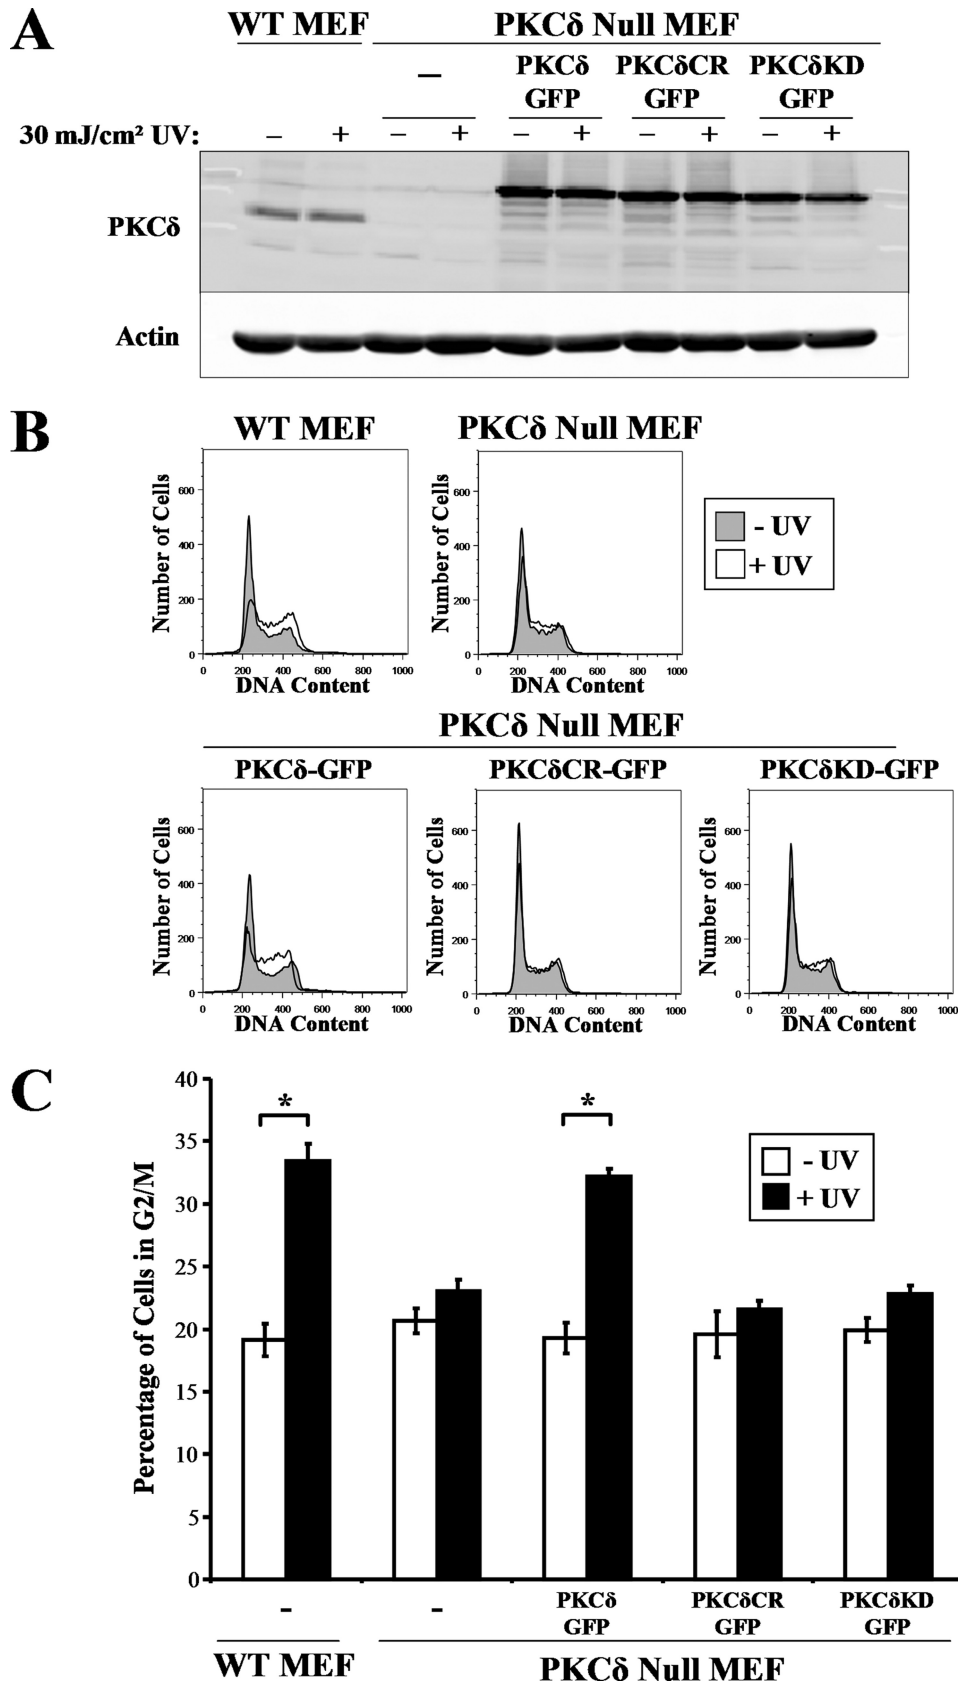 A
WT MEF PKCδ Null MEF
– PKCδ GFP PKCδCR GFP PKCδKD GFP
30 mJ/cm² UV: – + – + – + – + – +
PKCδ
Actin
B
WT MEF
Number of Cells
600
400
200
0
0 200 400 600 800 1000
DNA Content
PKCδ Null MEF
Number of Cells
600
400
200
0
0 200 400 600 800 1000
DNA Content
- UV
+ UV
PKCδ Null MEF
PKCδ-GFP
Number of Cells
600
400
200
0
0 200 400 600 800 1000
DNA Content
PKCδCR-GFP
Number of Cells
600
400
200
0
0 200 400 600 800 1000
DNA Content
PKCδKD-GFP
Number of Cells
600
400
200
0
0 200 400 600 800 1000
DNA Content
C
Percentage of Cells in G2/M
40
35
30
25
20
15
10
5
0
* *
- UV
+ UV
- - PKCδ PKCδCR PKCδKD
GFP GFP GFP
WT MEF PKCδ Null MEF